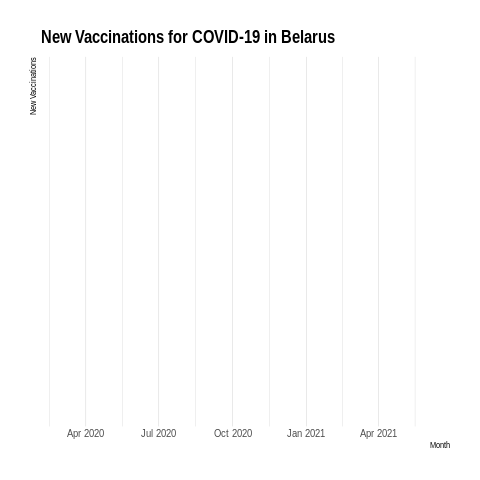 New Vaccinations for COVID-19 in Belarus
New Vaccinations
Apr 2020 Jul 2020 Oct 2020 Jan 2021 Apr 2021
Month